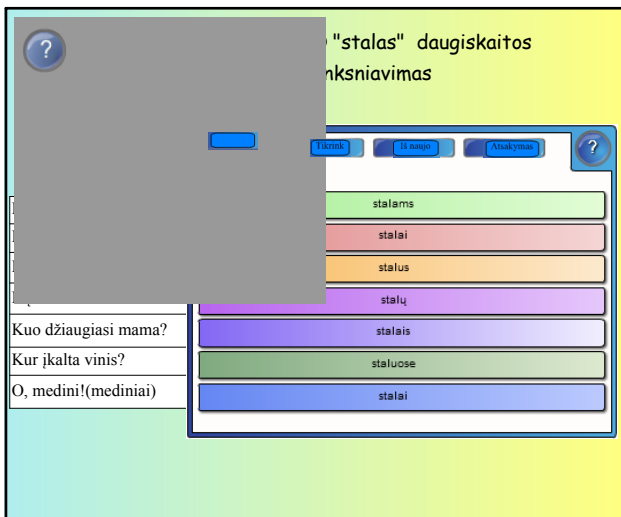 "stalas" daugiskaitos
Tikrink
Iš naujo
Atsakymas
stalams
stalai
stalus
stalų
Kuo džiaugiasi mama?
stalais
Kur įkalta vinis?
staluose
O, medini!(mediniai)
stalai